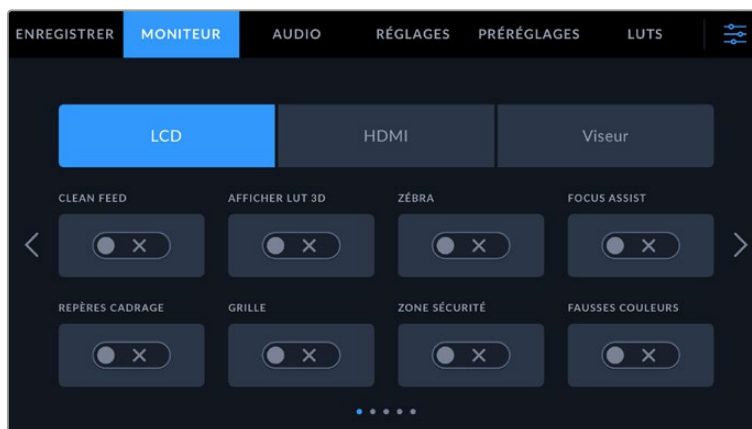 ENREGISTRER MONITEUR AUDIO RÉGLAGES PRÉRÉGLAGES LUTS
LCD HDMI Viseur
CLEAN FEED AFFICHER LUT 3D ZÉBRA FOCUS ASSIST
REPÈRES CADRAGE GRILLE ZONE SÉCURITÉ FAUSSES COULEURS